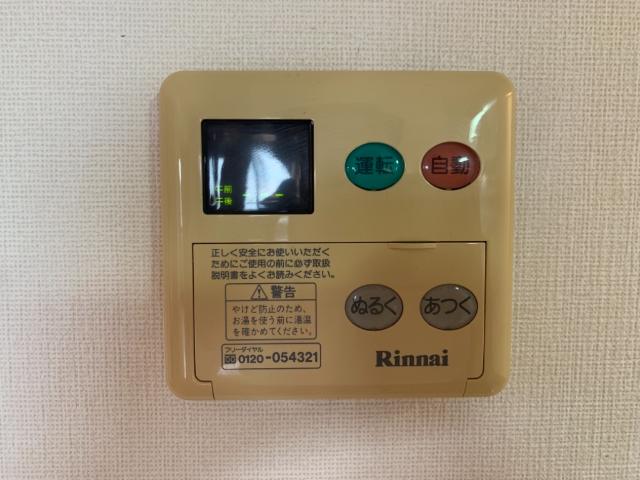 運転
自動
午前
午後
正しく安全にお使いいただく
ためにご使用の前に必ず取扱
説明書をよくお読みください。
警告
やけど防止のため、
お湯を使う前に湯温
を確かめてください。
フリーダイヤル
0120-054321
ぬるく
あつく
Rinnai